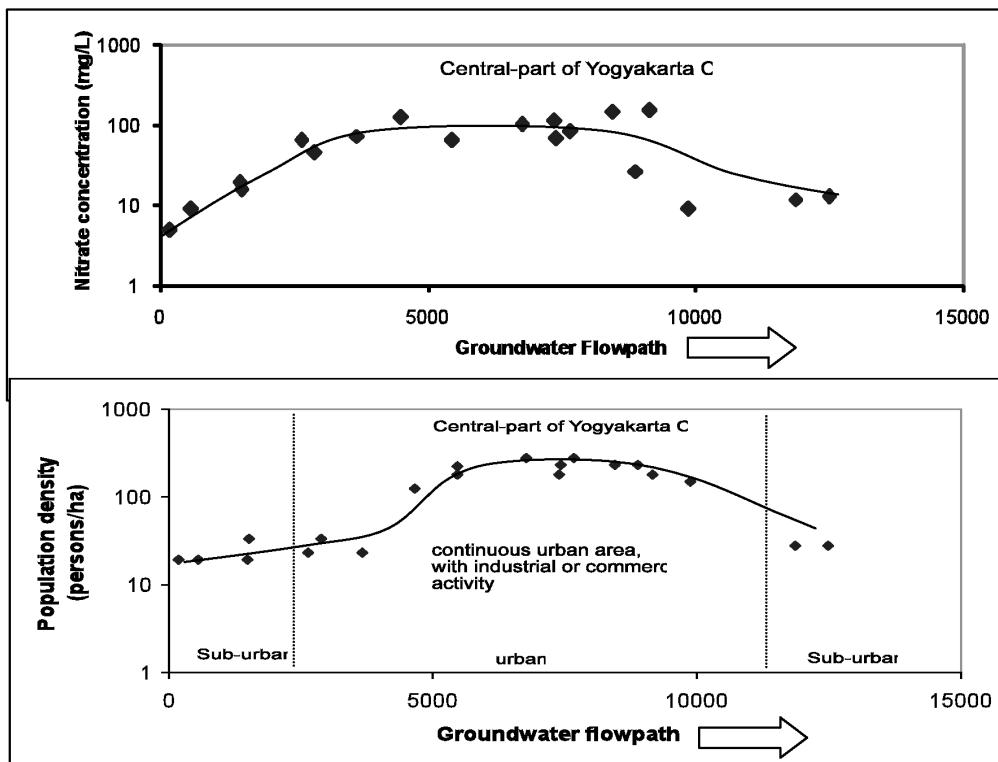 Nitrate concentration (mg/L)
1000
100
10
1
Central-part of Yogyakarta C
0
5000
10000
15000
Groundwater Flowpath
Population density
(persons/ha)
1000
100
10
1
Central-part of Yogyakarta C
continuous urban area,
with industrial or commerc
activity
Sub-urbar
urban
Sub-urbar
0
5000
10000
15000
Groundwater flowpath